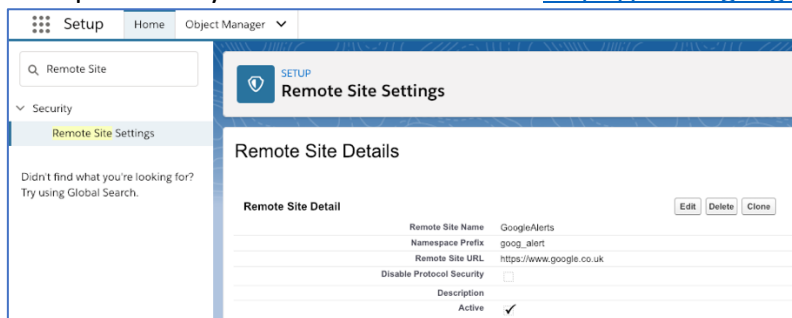 Setup Home Object Manager
Remote Site
Security
Remote Site Settings
Didn't find what you're looking for?
Try using Global Search.
SETUP
Remote Site Settings
Remote Site Details
Remote Site Detail
Edit Delete Clone
Remote Site Name GoogleAlerts
Namespace Prefix goog_alert
Remote Site URL https://www.google.co.uk
Disable Protocol Security
Description
Active